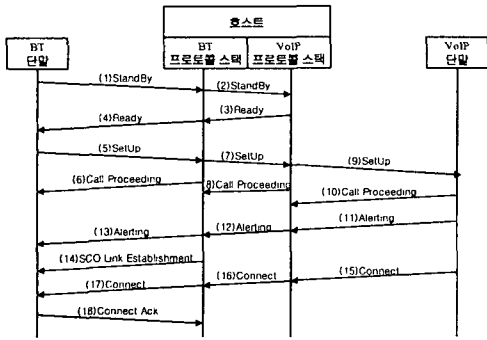 호스트
BT
단말
BT
프로토콜 스택
VoIP
프로토콜 스택
VoIP
단말
(1)StandBy
(2)StandBy
(3)Ready
(4)Ready
(5)SetUp
(7)SetUp
(9)SetUp
(6)Call Proceeding
(8)Call Proceeding
(10)Call Proceeding
(11)Alerting
(12)Alerting
(13)Alerting
(14)SCO Link Establishment
(15)Connect
(16)Connect
(17)Connect
(18)Connect Ack